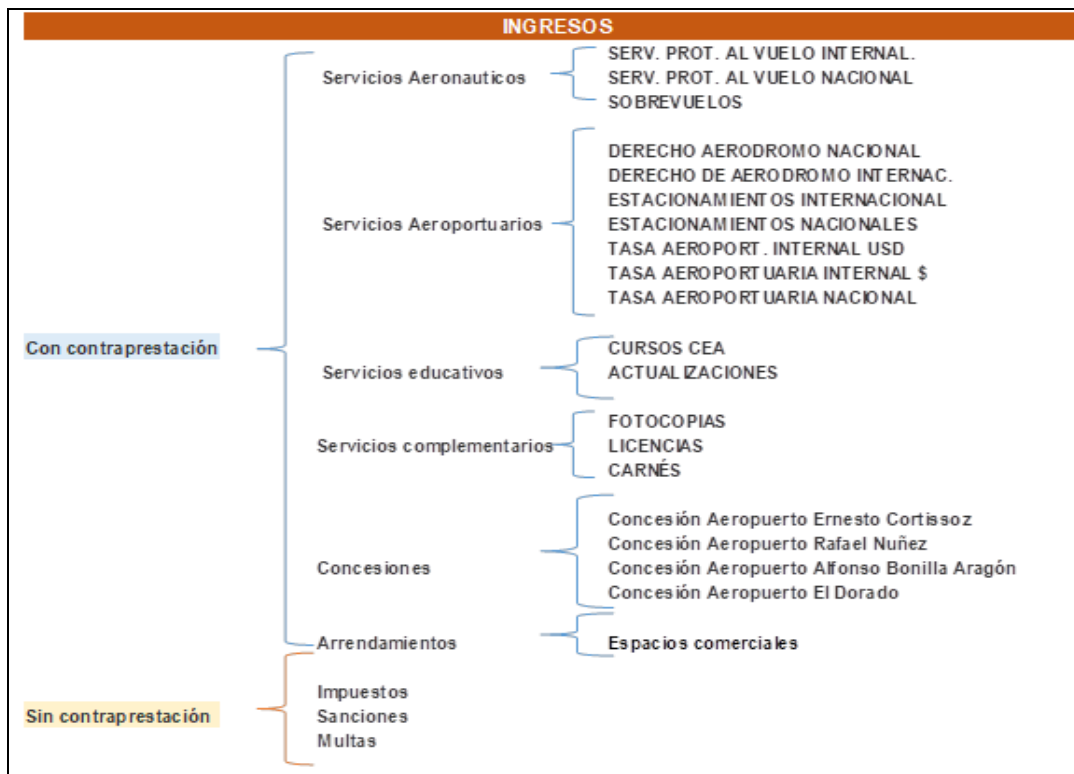 INGRESOS
Servicios Aeronauticos
SERV. PROT. AL VUELO INTERNAL.
SERV. PROT. AL VUELO NACIONAL
SOBREVUELOS
Servicios Aeroportuarios
DERECHO AERODROMO NACIONAL
DERECHO DE AERODROMO INTERNAC.
ESTACIONAMIENTOS INTERNACIONAL
ESTACIONAMIENTOS NACIONALES
TASA AEROPORT. INTERNAL USD
TASA AEROPORTUARIA INTERNAL $
TASA AEROPORTUARIA NACIONAL
Con contraprestación
Servicios educativos
CURSOS CEA
ACTUALIZACIONES
Servicios complementarios
FOTOCOPIAS
LICENCIAS
CARNÉS
Concesiones
Concesión Aeropuerto Ernesto Cortissoz
Concesión Aeropuerto Rafael Nuñez
Concesión Aeropuerto Alfonso Bonilla Aragón
Concesión Aeropuerto El Dorado
Arrendamientos
Espacios comerciales
Sin contraprestación
Impuestos
Sanciones
Multas